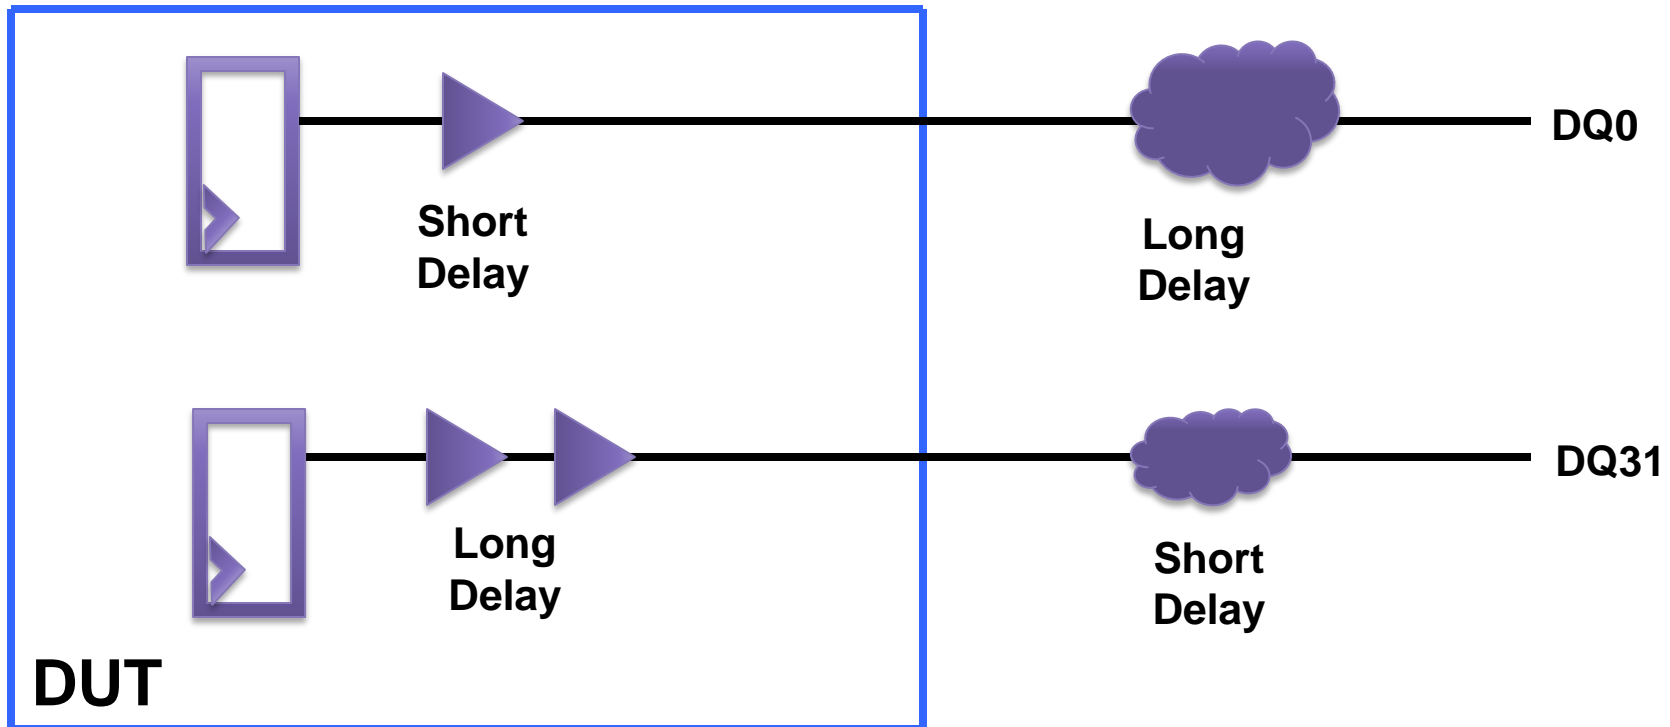 DQ0
Short
Delay
Long
Delay
DQ31
Long
Delay
Short
Delay
DUT